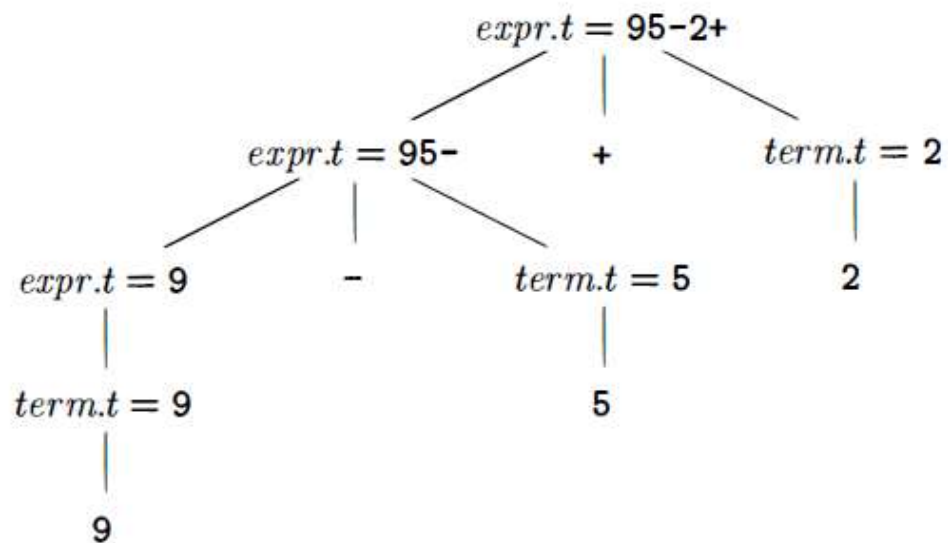 expr.t = 95-2+
expr.t = 95- + term.t = 2
expr.t = 9 - term.t = 5 2
term.t = 9 5
9